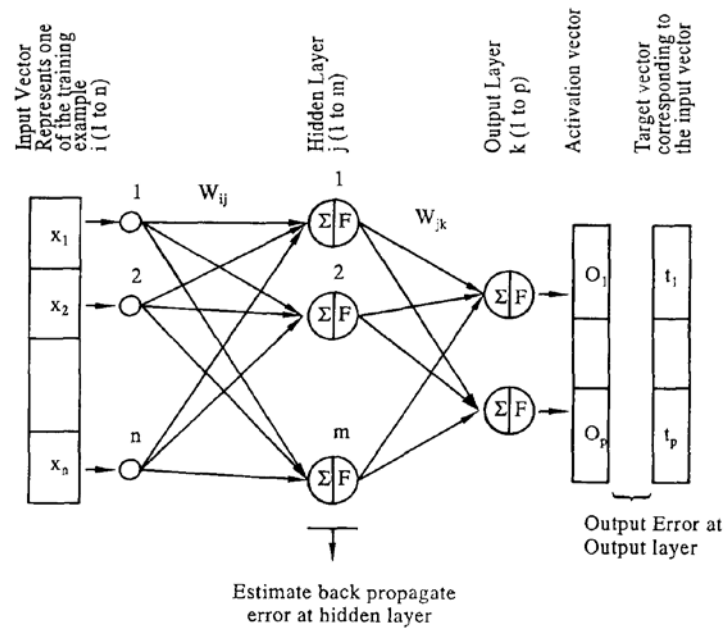 Input Vector
Represents one
of the training
example
i (1 to n)
Hidden Layer
j (1 to m)
Output Layer
k (1 to p)
Activation vector
Target vector
corresponding to
the input vector
1
W_ij
1
W_jk
x_1
Σ F
2
2
x_2
Σ F
Σ F
O_1
t_1
n
m
Σ F
x_n
Σ F
O_p
t_p
Output Error at
Output layer
Estimate back propagate
error at hidden layer